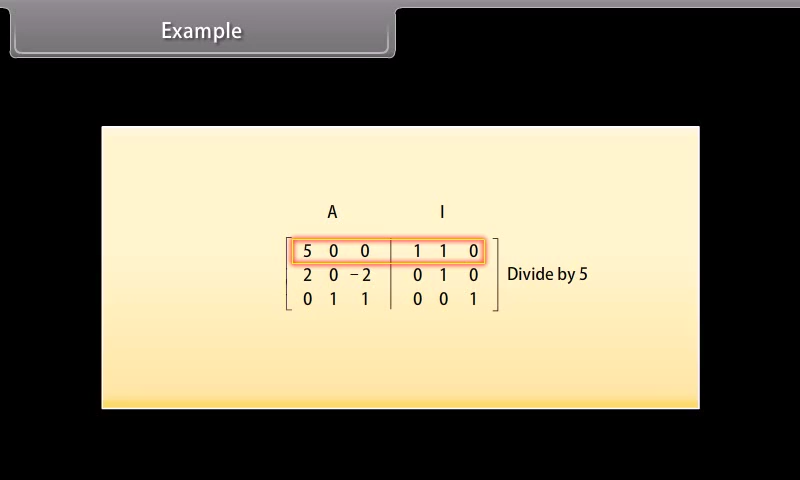 Example
A I
5 0 0 1 1 0
2 0 -2 0 1 0
0 1 1 0 0 1
Divide by 5